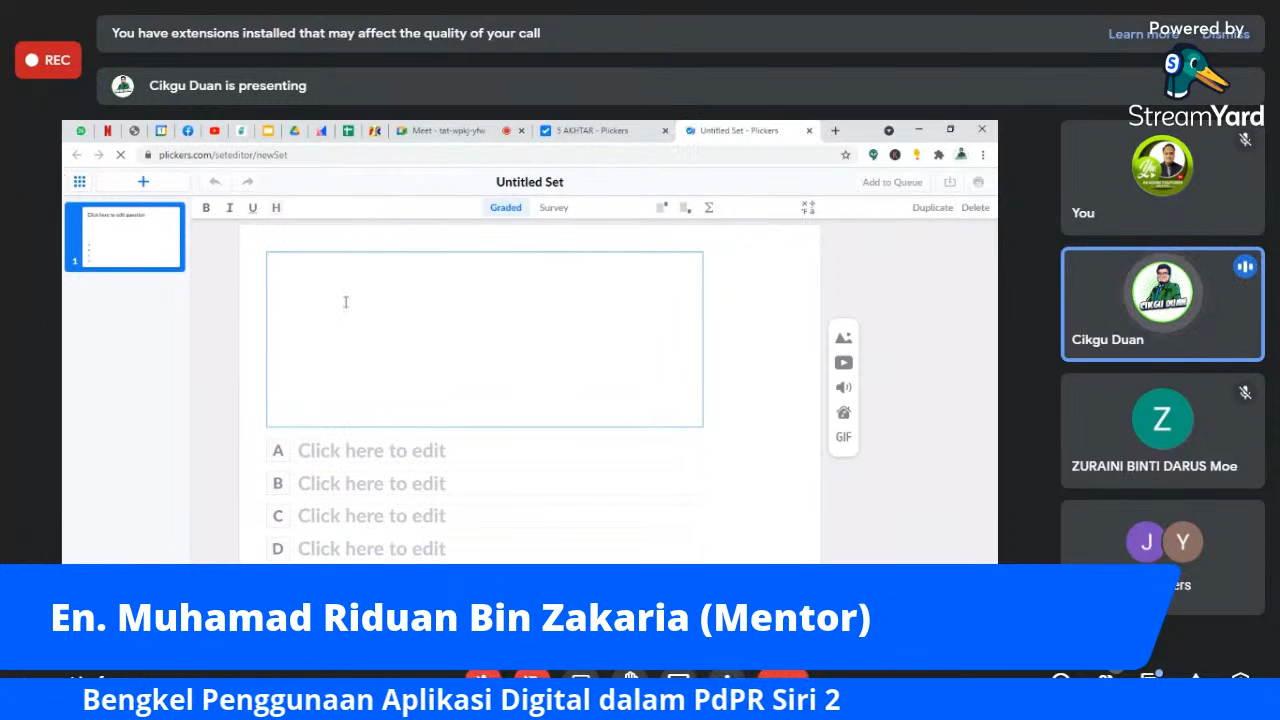 You have extensions installed that may affect the quality of your call
Learn more
Dismiss
Powered by
StreamYard
REC
Cikgu Duan is presenting
Meet - tat-wpkj-yfw
5 AKHTAR - Plickers
Untitled Set - Plickers
plickers.com/seteditor/newSet
Untitled Set
Add to Queue
B I U H
Graded
Survey
Duplicate
Delete
Click here to edit question
1
A Click here to edit
B Click here to edit
C Click here to edit
D Click here to edit
GIF
You
CIKGU DUAN
Cikgu Duan
Z
ZURAINI BINTI DARUS Moe
J
Y
En. Muhamad Riduan Bin Zakaria (Mentor)
Bengkel Penggunaan Aplikasi Digital dalam PdPR Siri 2